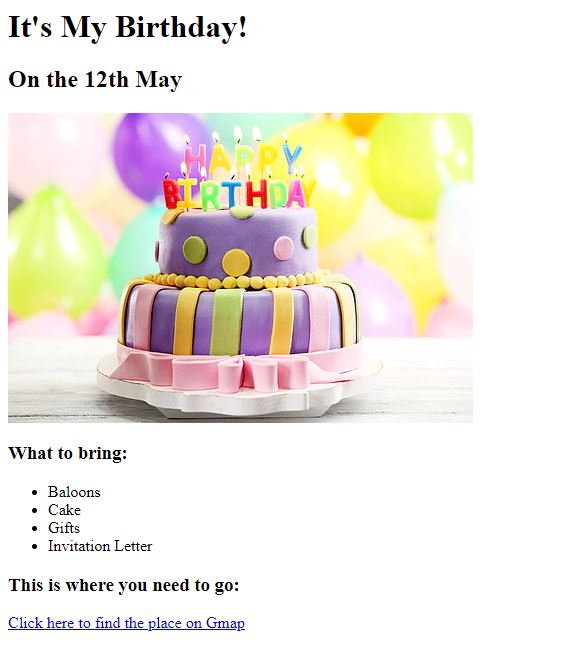 It's My Birthday!
On the 12th May
HAPPY
BIRTHDAY
What to bring:
Baloons
Cake
Gifts
Invitation Letter
This is where you need to go:
Click here to find the place on Gmap